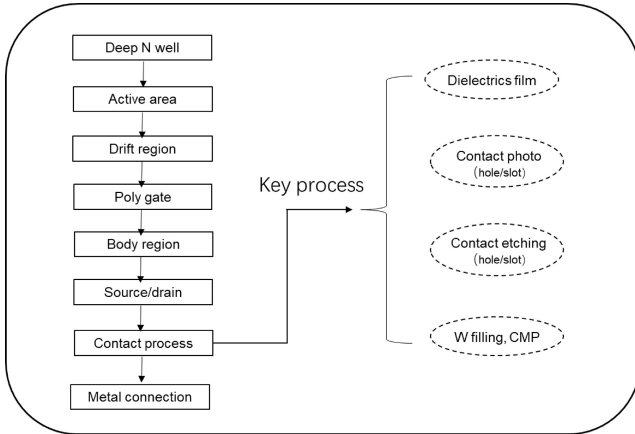 Deep N well
Active area
Drift region
Poly gate
Body region
Source/drain
Contact process
Metal connection
Key process
Dielectrics film
Contact photo
(hole/slot)
Contact etching
(hole/slot)
W filling, CMP